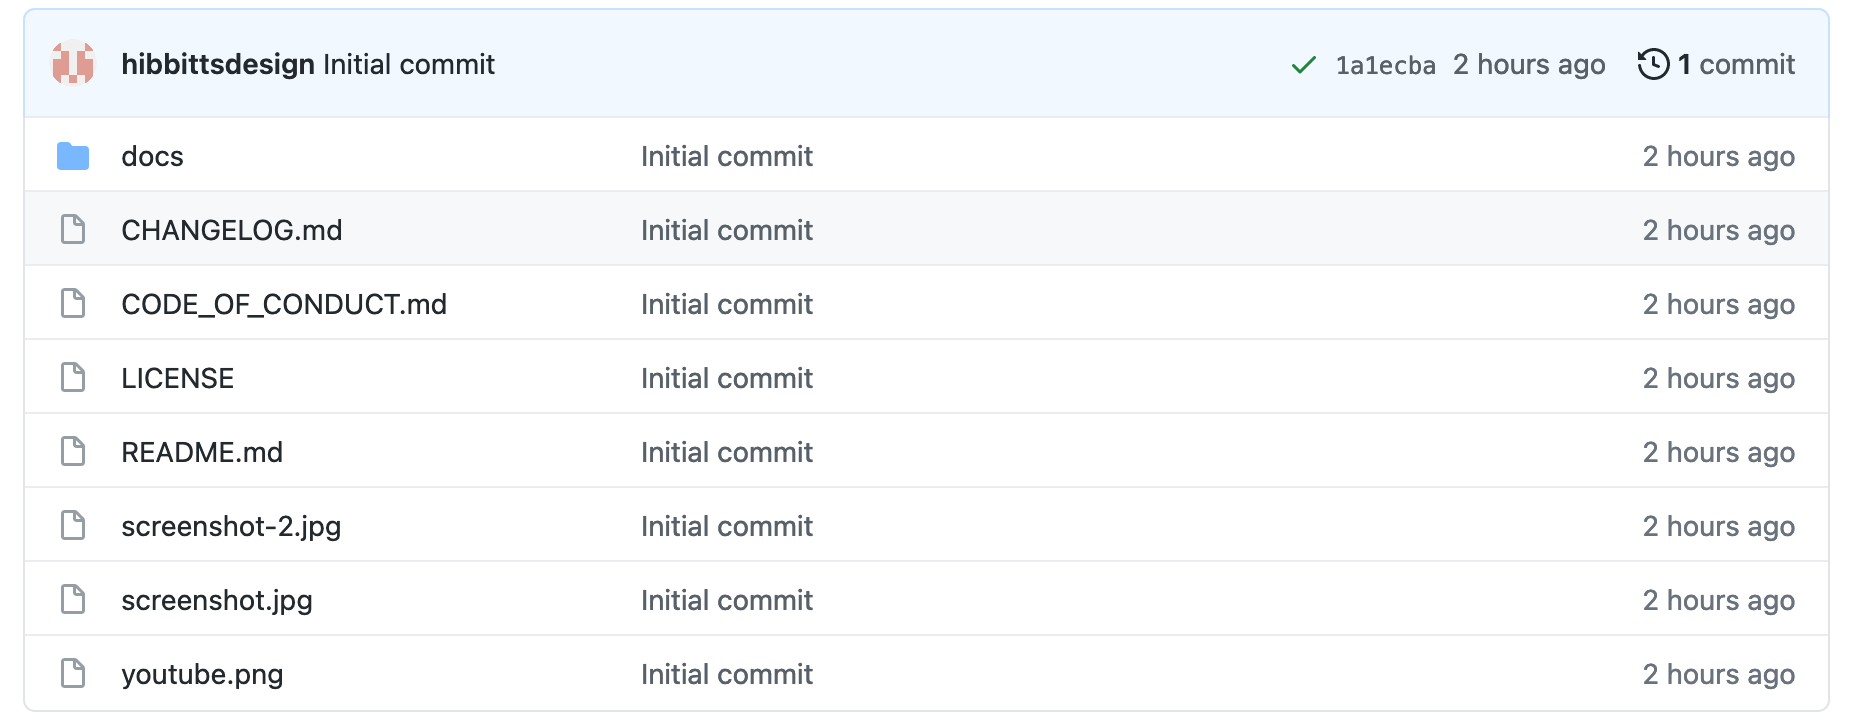 hibbittsdesign Initial commit 1a1ecba 2 hours ago 1 commit
docs Initial commit 2 hours ago
CHANGELOG.md Initial commit 2 hours ago
CODE_OF_CONDUCT.md Initial commit 2 hours ago
LICENSE Initial commit 2 hours ago
README.md Initial commit 2 hours ago
screenshot-2.jpg Initial commit 2 hours ago
screenshot.jpg Initial commit 2 hours ago
youtube.png Initial commit 2 hours ago